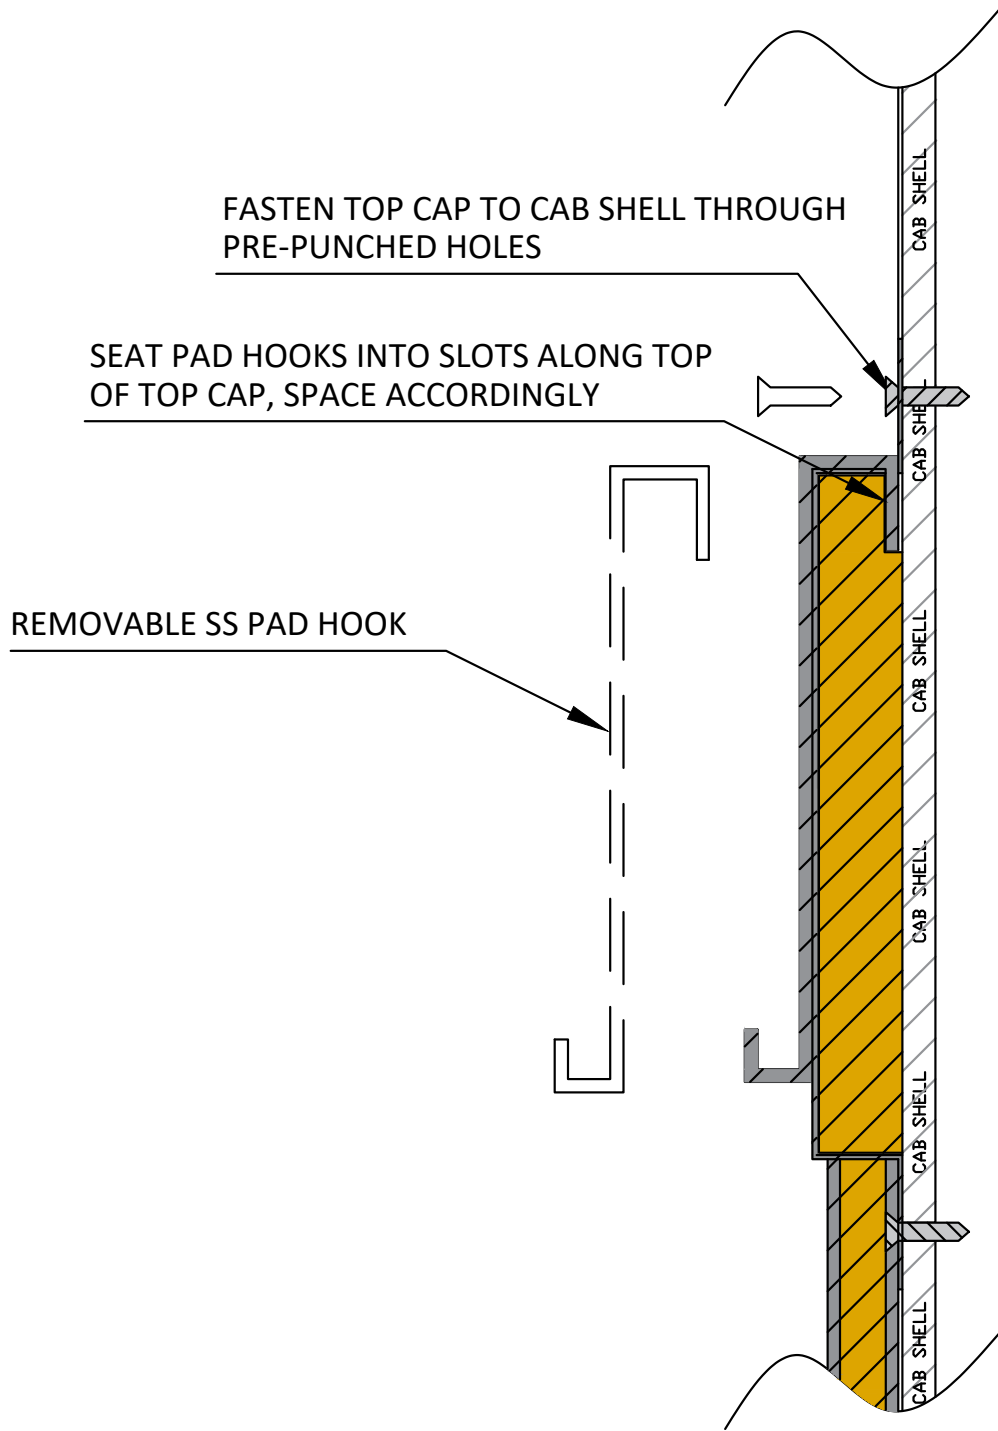 FASTEN TOP CAP TO CAB SHELL THROUGH
PRE-PUNCHED HOLES
SEAT PAD HOOKS INTO SLOTS ALONG TOP
OF TOP CAP, SPACE ACCORDINGLY
REMOVABLE SS PAD HOOK
CAB SHELL
CAB SHELL
CAB SHELL
CAB SHELL
CAB SHELL
CAB SHELL